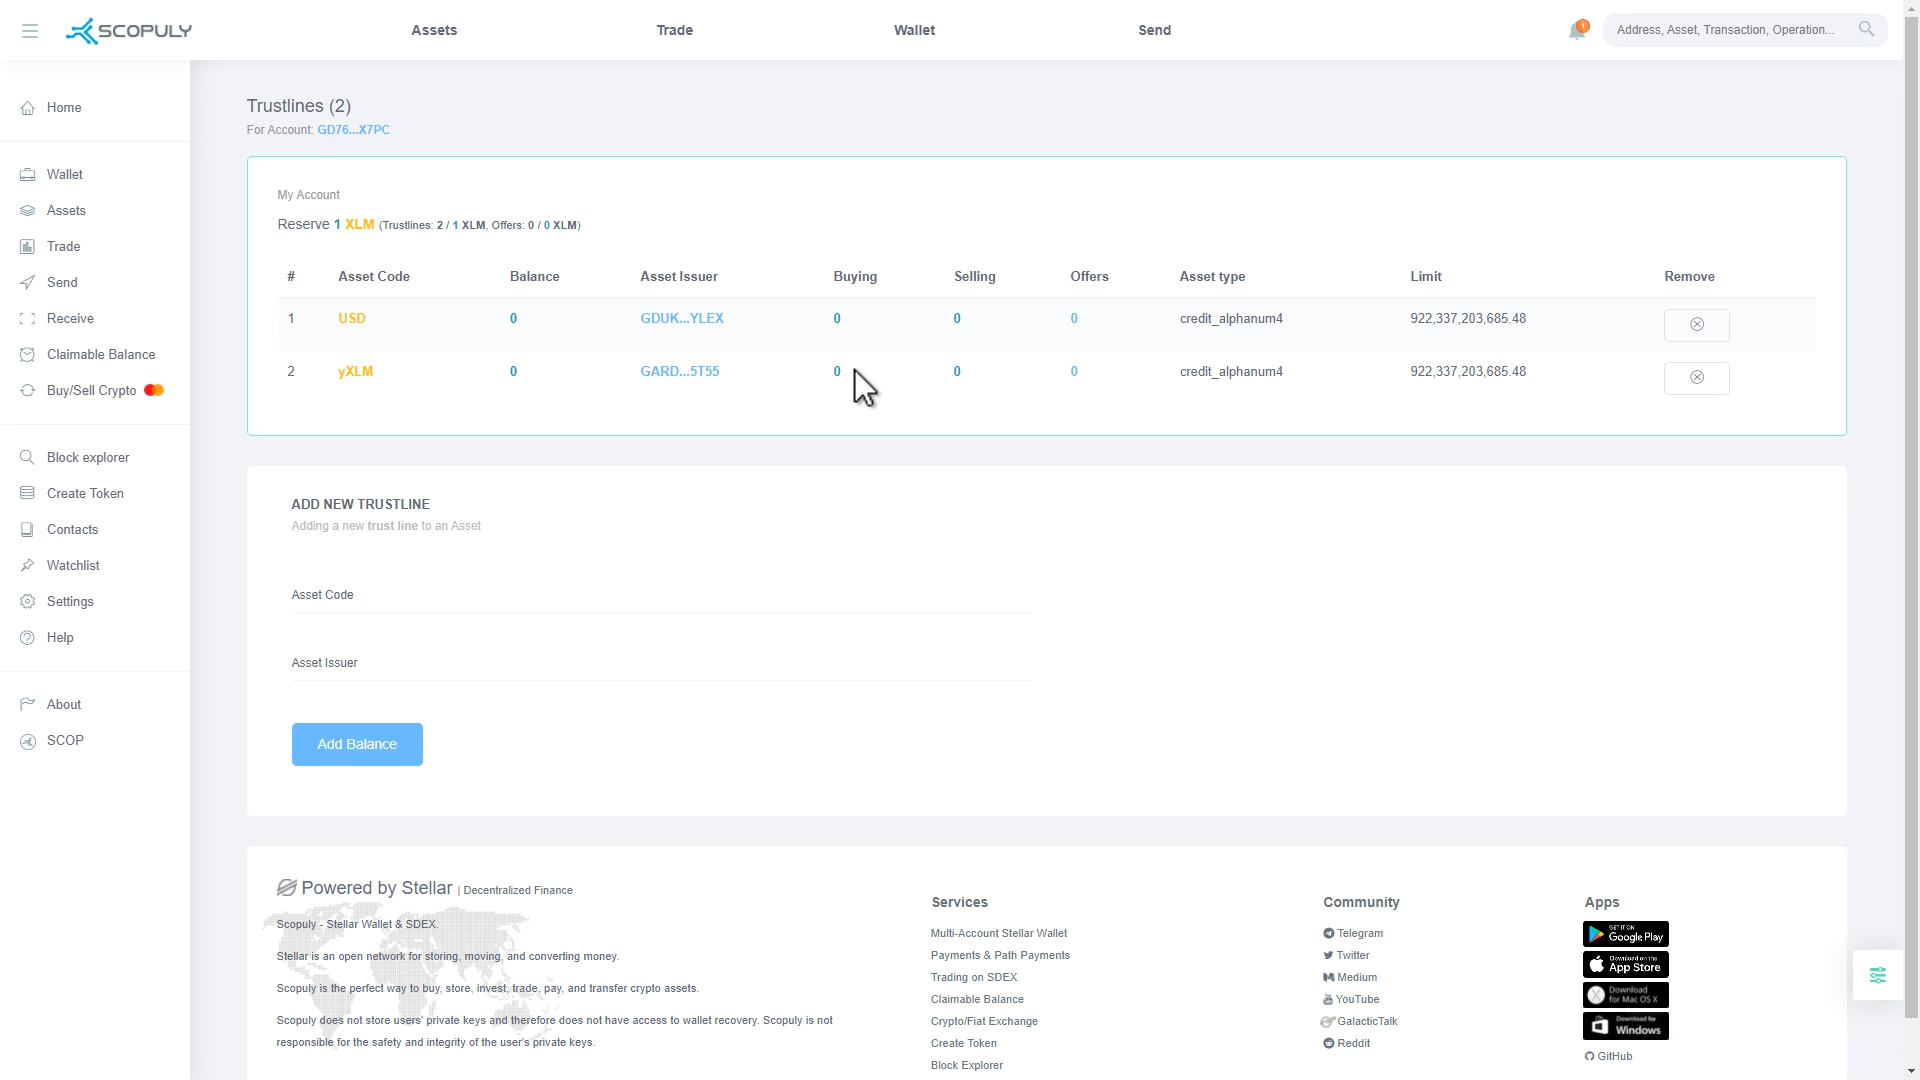 SCOPULY
Assets
Trade
Wallet
Send
1
Address, Asset, Transaction, Operation...
Home
Wallet
Assets
Trade
Send
Receive
Claimable Balance
Buy/Sell Crypto
Block explorer
Create Token
Contacts
Watchlist
Settings
Help
About
SCOP
Trustlines (2)
For Account: GD76...X7PC
My Account
Reserve 1 XLM (Trustlines: 2 / 1 XLM, Offers: 0 / 0 XLM)
# Asset Code Balance Asset Issuer Buying Selling Offers Asset type Limit Remove
1 USD 0 GDUK...YLEX 0 0 0 credit_alphanum4 922,337,203,685.48
2 yXLM 0 GARD...5T55 0 0 0 credit_alphanum4 922,337,203,685.48
ADD NEW TRUSTLINE
Adding a new trust line to an Asset
Asset Code
Asset Issuer
Add Balance
Powered by Stellar | Decentralized Finance
Scopuly - Stellar Wallet & SDEX.
Stellar is an open network for storing, moving, and converting money.
Scopuly is the perfect way to buy, store, invest, trade, pay, and transfer crypto assets.
Scopuly does not store users' private keys and therefore does not have access to wallet recovery. Scopuly is not
responsible for the safety and integrity of the user's private keys.
Services
Multi-Account Stellar Wallet
Payments & Path Payments
Trading on SDEX
Claimable Balance
Crypto/Fiat Exchange
Create Token
Block Explorer
Community
Telegram
Twitter
Medium
YouTube
GalacticTalk
Reddit
Apps
GET IT ON
Google Play
Download on the
App Store
Download
for Mac OS X
Download for
Windows
GitHub